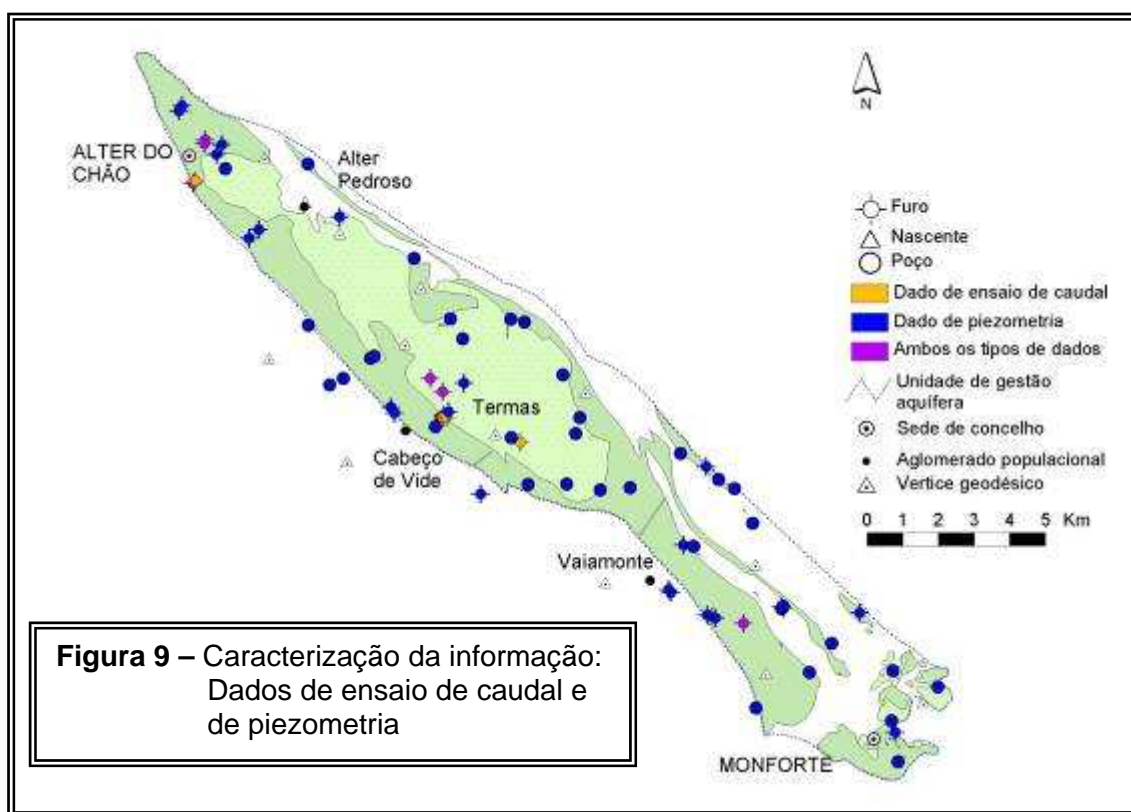 N
ALTER DO
CHÃO
Alter
Pedroso
Termas
Cabeço
de Vide
Vaiamonte
MONFORTE
Furo
Nascente
Poço
Dado de ensaio de caudal
Dado de piezometria
Ambos os tipos de dados
Unidade de gestão
aquífera
Sede de concelho
Aglomerado populacional
Vertice geodésico
0 1 2 3 4 5 Km
Figura 9 – Caracterização da informação:
Dados de ensaio de caudal e
de piezometria